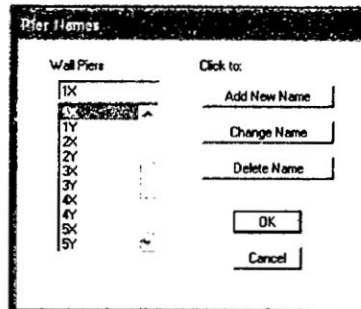 Pier Names
Wall Piers
Click to:
1X
1Y
2X
2Y
3X
3Y
4X
4Y
5X
5Y
Add New Name
Change Name
Delete Name
OK
Cancel